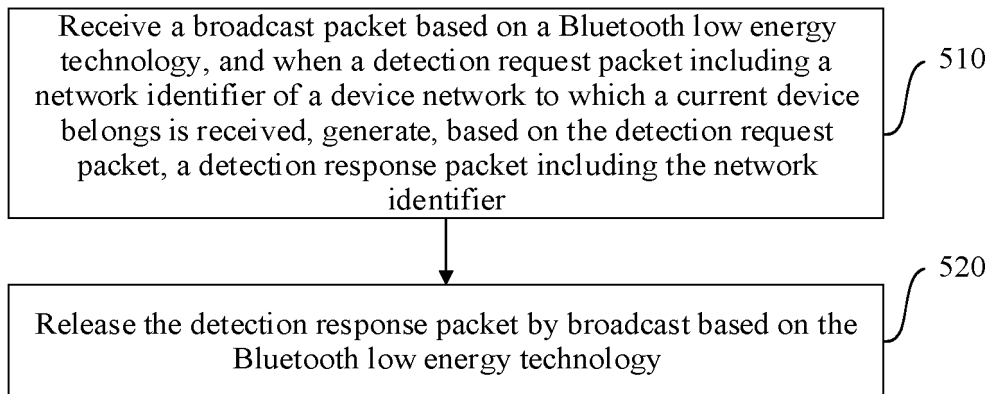 Receive a broadcast packet based on a Bluetooth low energy
technology, and when a detection request packet including a
network identifier of a device network to which a current device
belongs is received, generate, based on the detection request
packet, a detection response packet including the network
identifier
510
Release the detection response packet by broadcast based on the
Bluetooth low energy technology
520